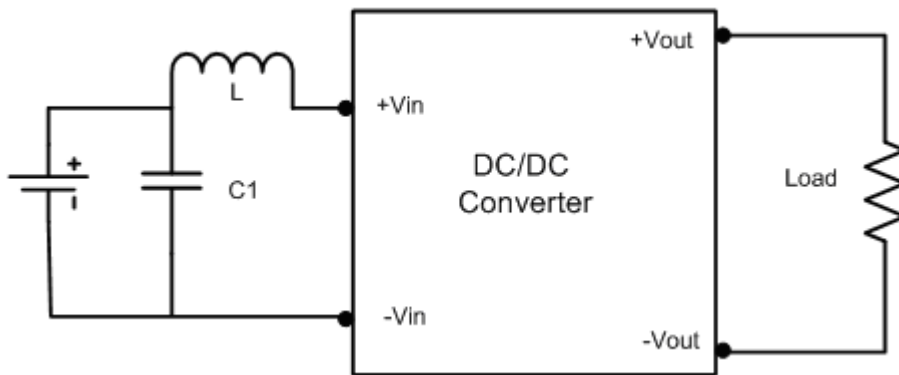 +Vout
L
+Vin
DC/DC
Converter
C1
Load
+
-
-Vin
-Vout